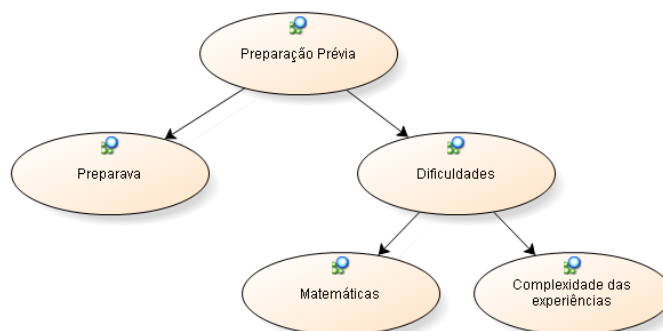 Preparação Prévia
Preparava
Dificuldades
Matemáticas
Complexidade das
experiências